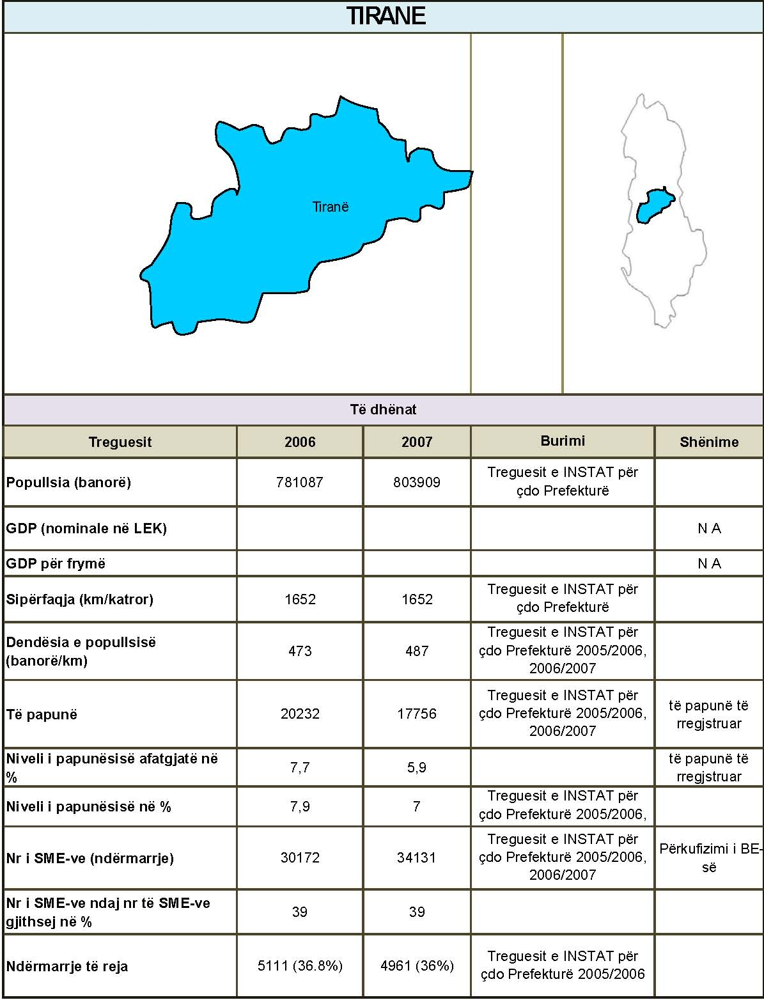 TIRANE
Tiranë
Të dhënat
Treguesit 2006 2007 Burimi Shënime
Popullsia (banorë) 781087 803909 Treguesit e INSTAT për
çdo Prefekturë
GDP (nominale në LEK) N A
GDP për frymë N A
Sipërfaqja (km/katror) 1652 1652 Treguesit e INSTAT për
çdo Prefekturë
Dendësia e popullsisë
(banorë/km) 473 487 Treguesit e INSTAT për
çdo Prefekturë 2005/2006,
2006/2007
Të papunë 20232 17756 Treguesit e INSTAT për
çdo Prefekturë 2005/2006,
2006/2007
të papunë të
rregjstruar
Niveli i papunësisë afatgjatë në
% 7,7 5,9 të papunë të
rregjstruar
Niveli i papunësisë në % 7,9 7 Treguesit e INSTAT për
çdo Prefekturë 2005/2006,
Nr i SME-ve (ndërmarrje) 30172 34131 Treguesit e INSTAT për
çdo Prefekturë 2005/2006,
2006/2007
Përkufizimi i BE-
së
Nr i SME-ve ndaj nr të SME-ve
gjithsej në % 39 39
Ndërmarrje të reja 5111 (36.8%) 4961 (36%) Treguesit e INSTAT për
çdo Prefekturë 2005/2006